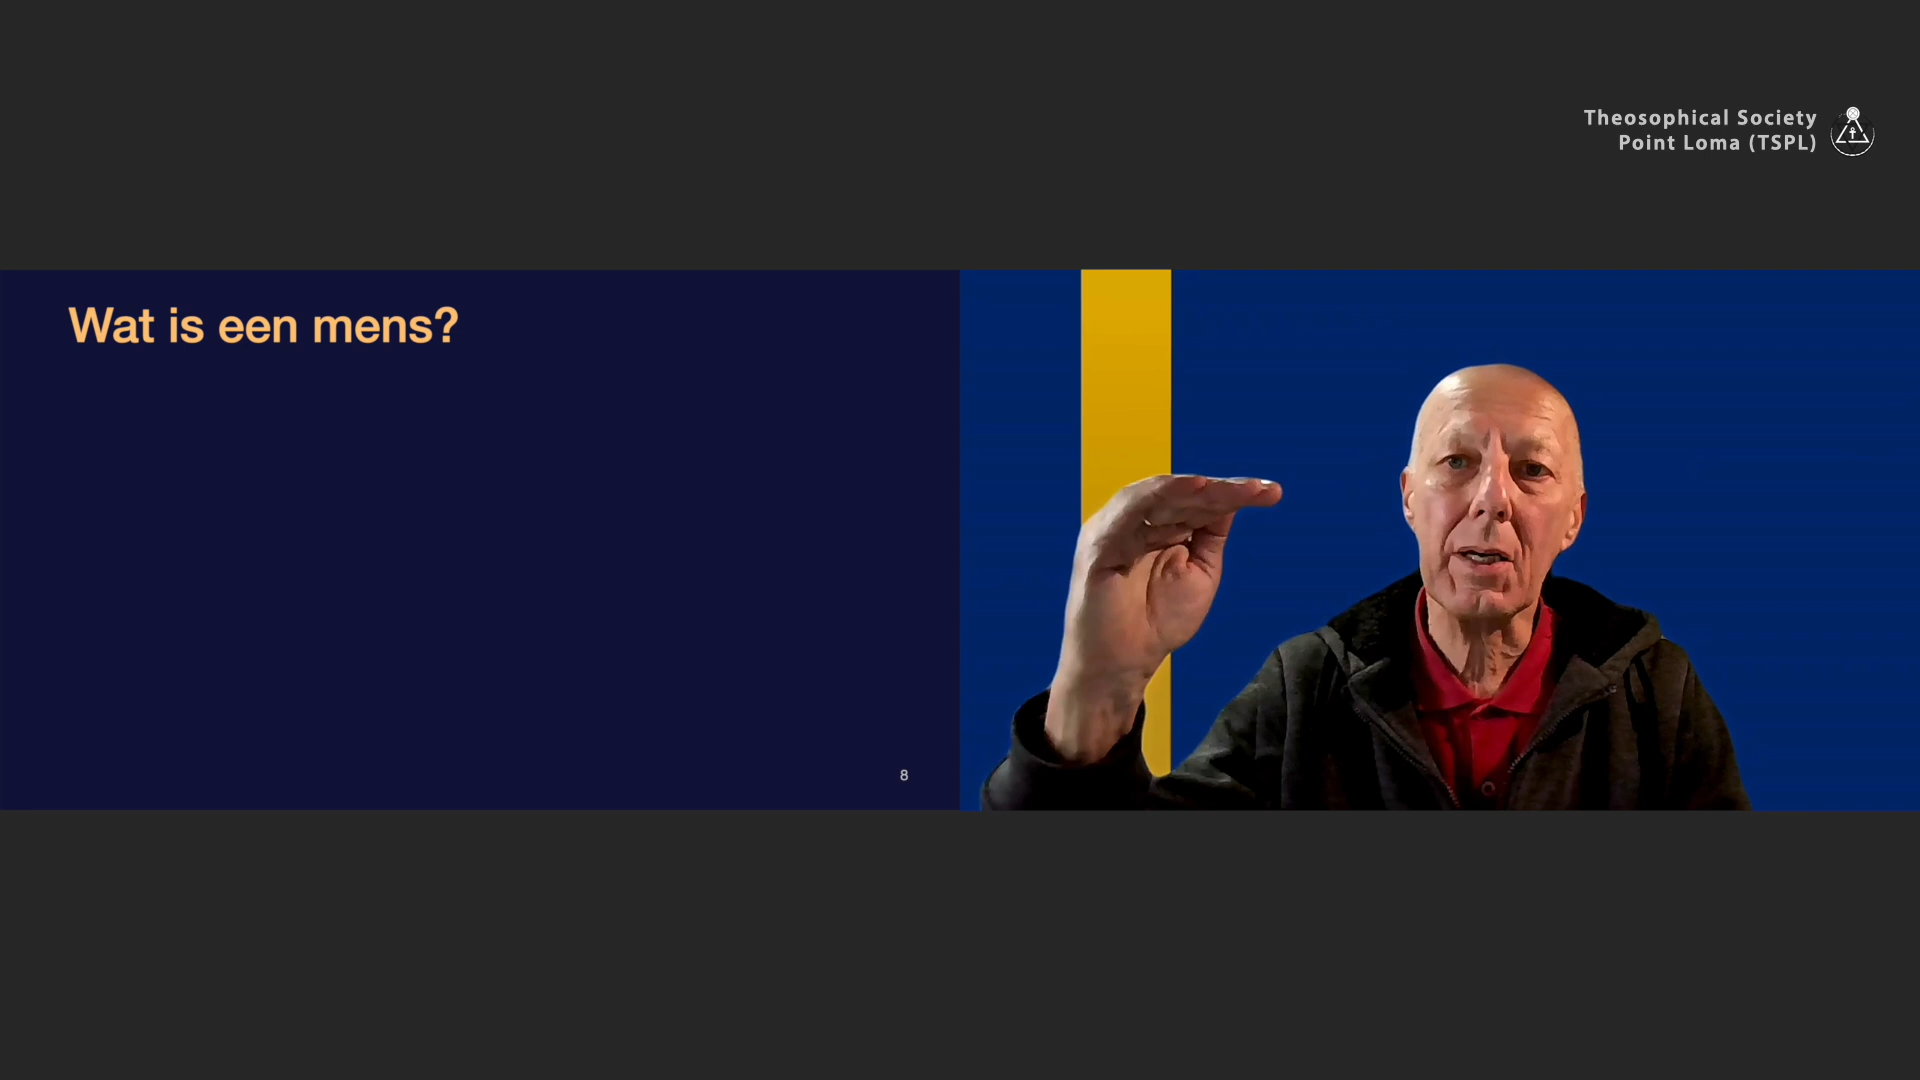 Theosophical Society
Point Loma (TSPL)
Wat is een mens?
8